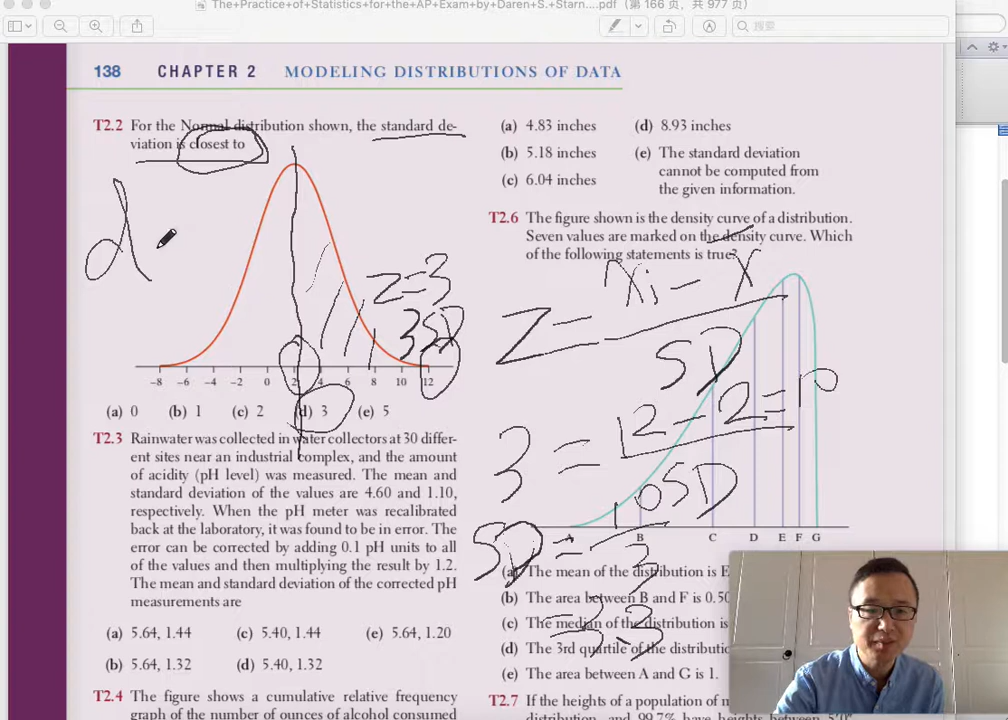 The+Practice+of+Statistics+for+the+AP+Exam+by+Daren+S.+Starn....pdf (第 166 页, 共 977 页)
搜索
138 CHAPTER 2 MODELING DISTRIBUTIONS OF DATA
T2.2 For the Normal distribution shown, the standard de-
viation is closest to
d
z=3
3SD
-8 -6 -4 -2 0 2 4 6 8 10 12
(a) 0 (b) 1 (c) 2 (d) 3 (e) 5
T2.3 Rainwater was collected in water collectors at 30 differ-
ent sites near an industrial complex, and the amount
of acidity (pH level) was measured. The mean and
standard deviation of the values are 4.60 and 1.10,
respectively. When the pH meter was recalibrated
back at the laboratory, it was found to be in error. The
error can be corrected by adding 0.1 pH units to all
of the values and then multiplying the result by 1.2.
The mean and standard deviation of the corrected pH
measurements are
(a) 5.64, 1.44 (c) 5.40, 1.44 (e) 5.64, 1.20
(b) 5.64, 1.32 (d) 5.40, 1.32
T2.4 The figure shows a cumulative relative frequency
graph of the number of ounces of alcohol consumed
(a) 4.83 inches (d) 8.93 inches
(b) 5.18 inches (e) The standard deviation
cannot be computed from
(c) 6.04 inches the given information.
T2.6 The figure shown is the density curve of a distribution.
Seven values are marked on the density curve. Which
of the following statements is true?
Z = xi - x
SD
3 = 12 - 2 = 10
SD
SD = 10
3
= 3.3
A B C D E F G
(a) The mean of the distribution is E
(b) The area between B and F is 0.50
(c) The median of the distribution is
(d) The 3rd quartile of the distributio
(e) The area between A and G is 1.
T2.7 If the heights of a population of m